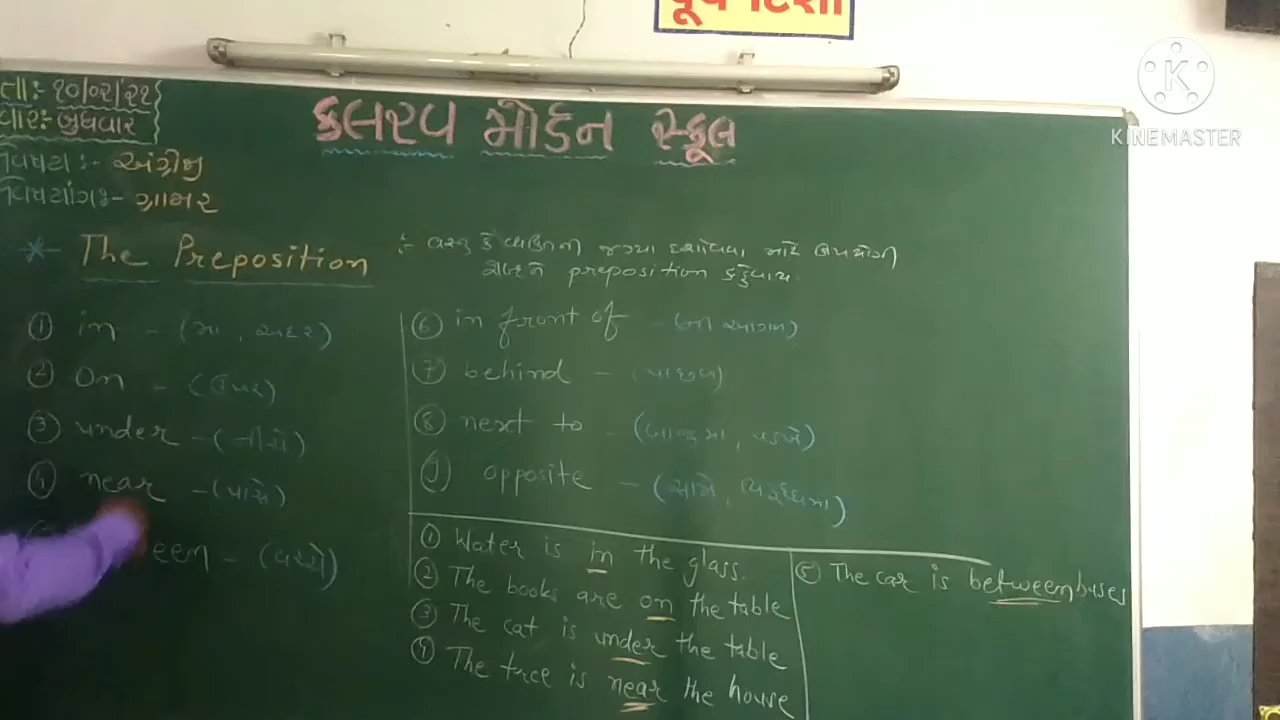 પૂર્વ દિશા
KINEMASTER
તા:- ૧૦/૦૨/૨૧
વાર:- બુધવાર
કલરવ મોર્ડન સ્કૂલ
વિષય :- અંગ્રેજી
વિષયાંગ:- ગ્રામર
* The Preposition :- વસ્તુ કે વ્યક્તિની જગ્યા દર્શાવવા માટે ઉપયોગી
શબ્દને preposition કહેવાય.
① in - (મા, અંદર)
② on - (ઉપર)
③ under - (નીચે)
④ near - (પાસે)
een - (વચ્ચે)
⑥ in front of - (ની આગળ)
⑦ behind - (પાછળ)
⑧ next to - (બાજુમા, પડખે)
⑨ opposite - (સામે, વિરૂદ્ધમા)
① Water is in the glass.
② The books are on the table
③ The cat is under the table
④ The tree is near the house
⑤ The car is between buses